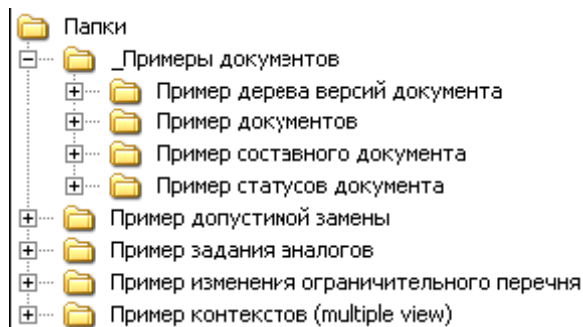 Папки
_Примеры документов
Пример дерева версий документа
Пример документов
Пример составного документа
Пример статусов документа
Пример допустимой замены
Пример задания аналогов
Пример изменения ограничительного перечня
Пример контекстов (multiple view)